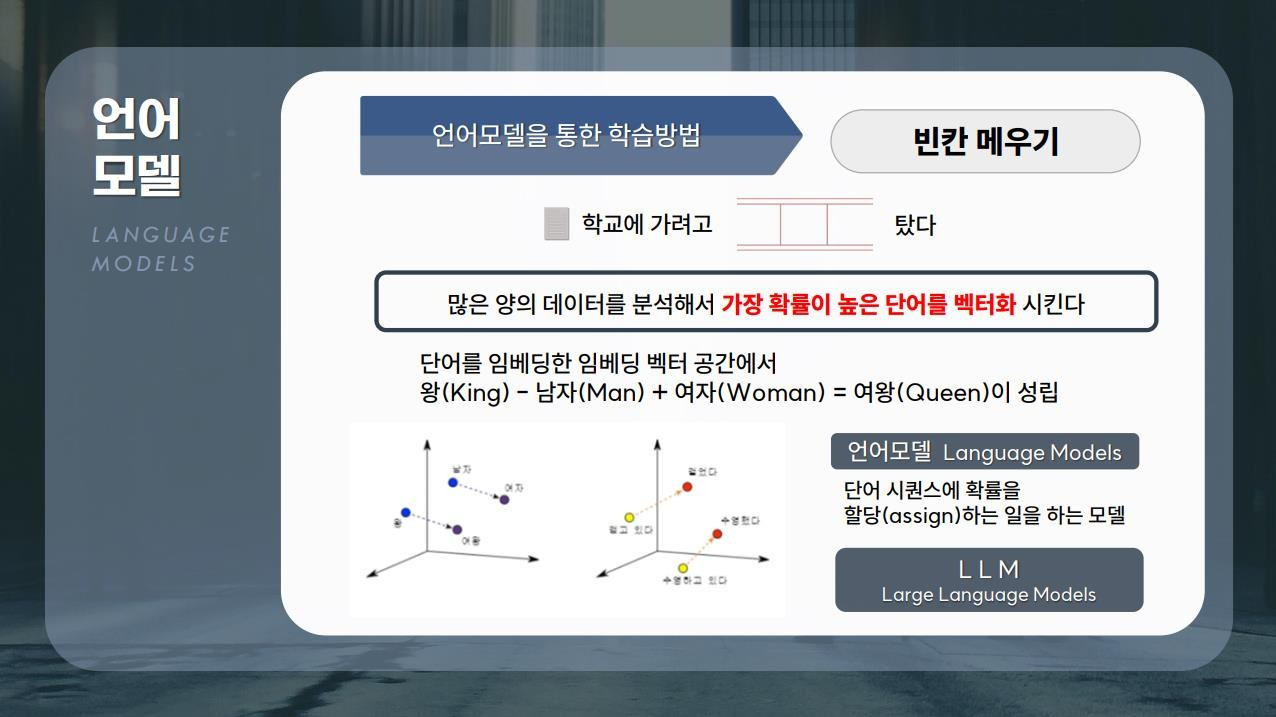 언어
모델
LANGUAGE
MODELS
언어모델을 통한 학습방법
빈칸 메우기
학교에 가려고 탔다
많은 양의 데이터를 분석해서 가장 확률이 높은 단어를 벡터화 시킨다
단어를 임베딩한 임베딩 벡터 공간에서
왕(King) - 남자(Man) + 여자(Woman) = 여왕(Queen)이 성립
남자
여자
왕
여왕
걸었다
걷고 있다
수영했다
수영하고 있다
언어모델 Language Models
단어 시퀀스에 확률을
할당(assign)하는 일을 하는 모델
LLM
Large Language Models